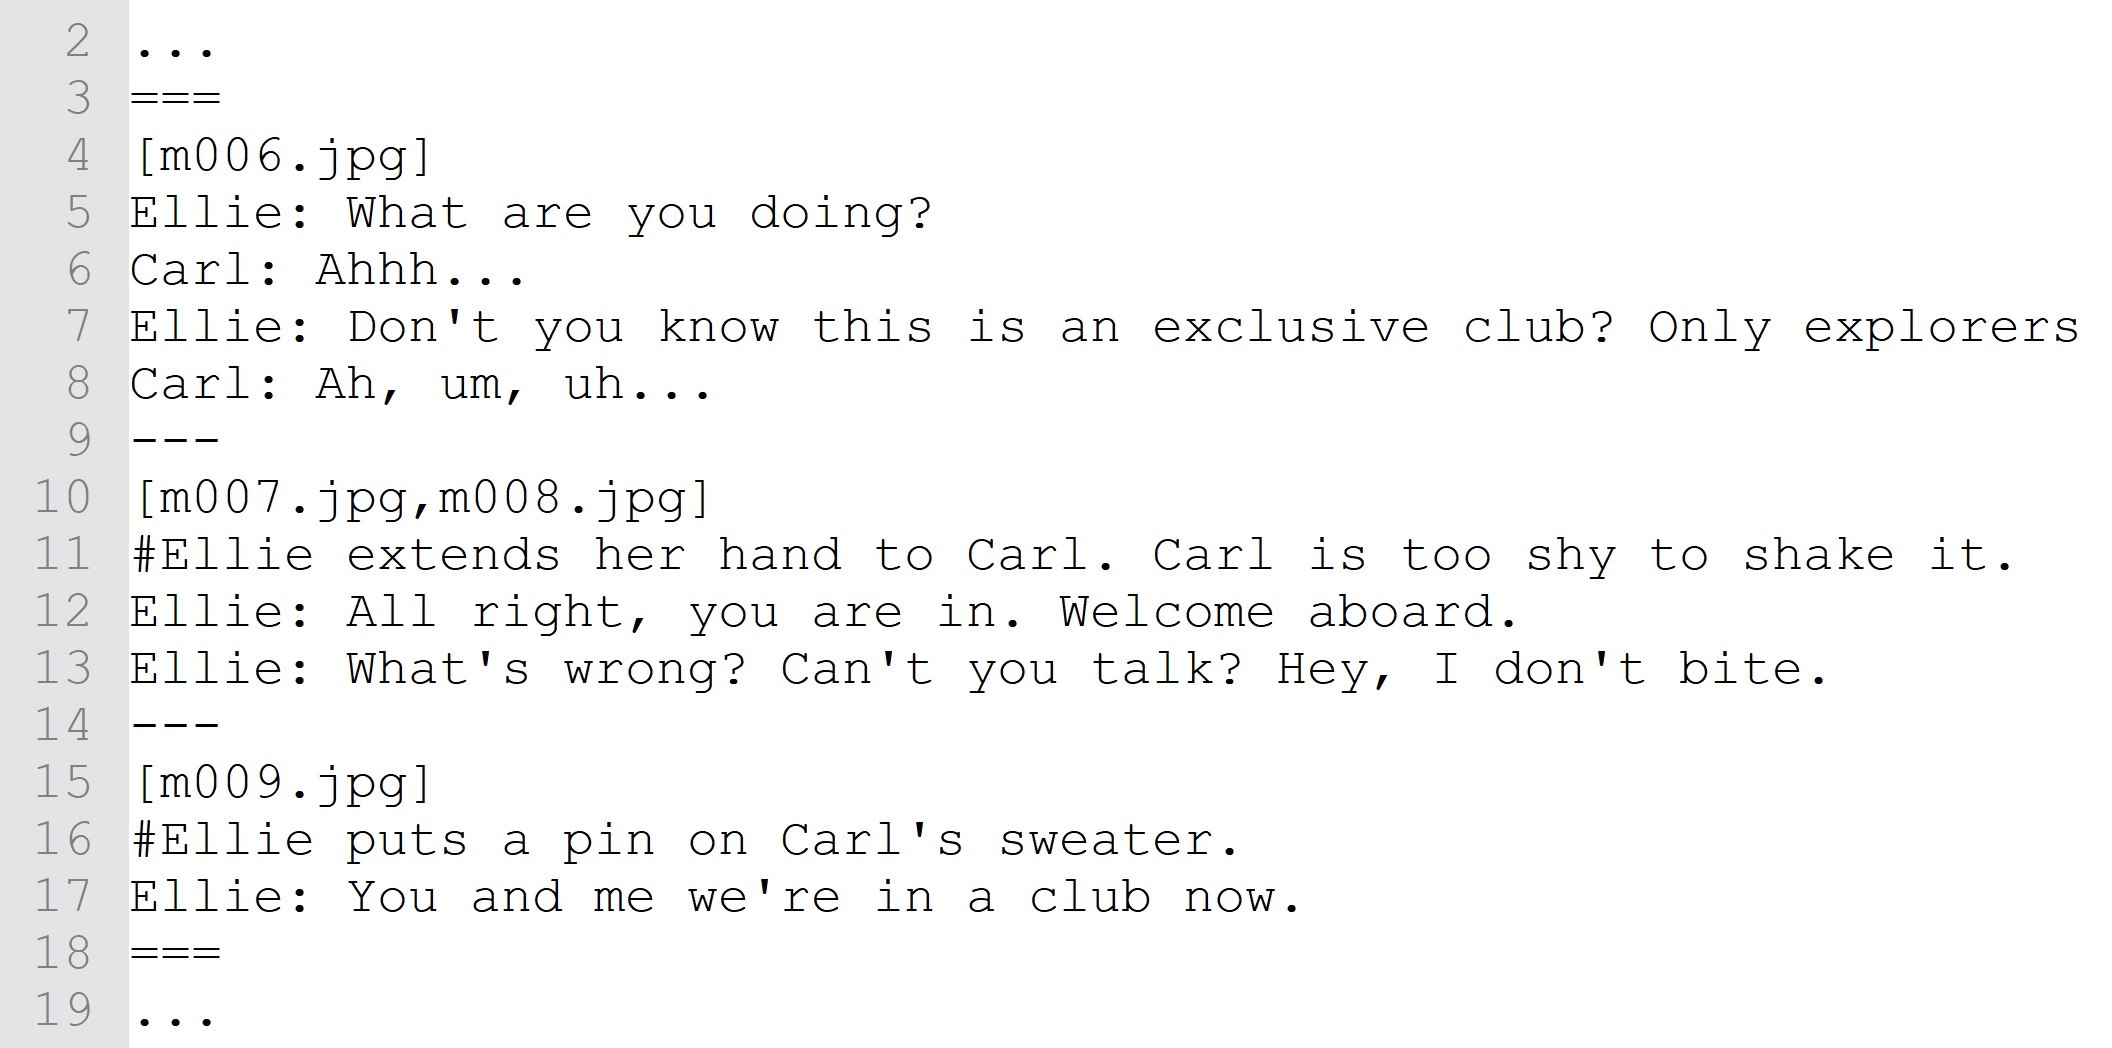 2 ...
3 ===
4 [m006.jpg]
5 Ellie: What are you doing?
6 Carl: Ahhh...
7 Ellie: Don't you know this is an exclusive club? Only explorers
8 Carl: Ah, um, uh...
9 ---
10 [m007.jpg,m008.jpg]
11 #Ellie extends her hand to Carl. Carl is too shy to shake it.
12 Ellie: All right, you are in. Welcome aboard.
13 Ellie: What's wrong? Can't you talk? Hey, I don't bite.
14 ---
15 [m009.jpg]
16 #Ellie puts a pin on Carl's sweater.
17 Ellie: You and me we're in a club now.
18 ===
19 ...